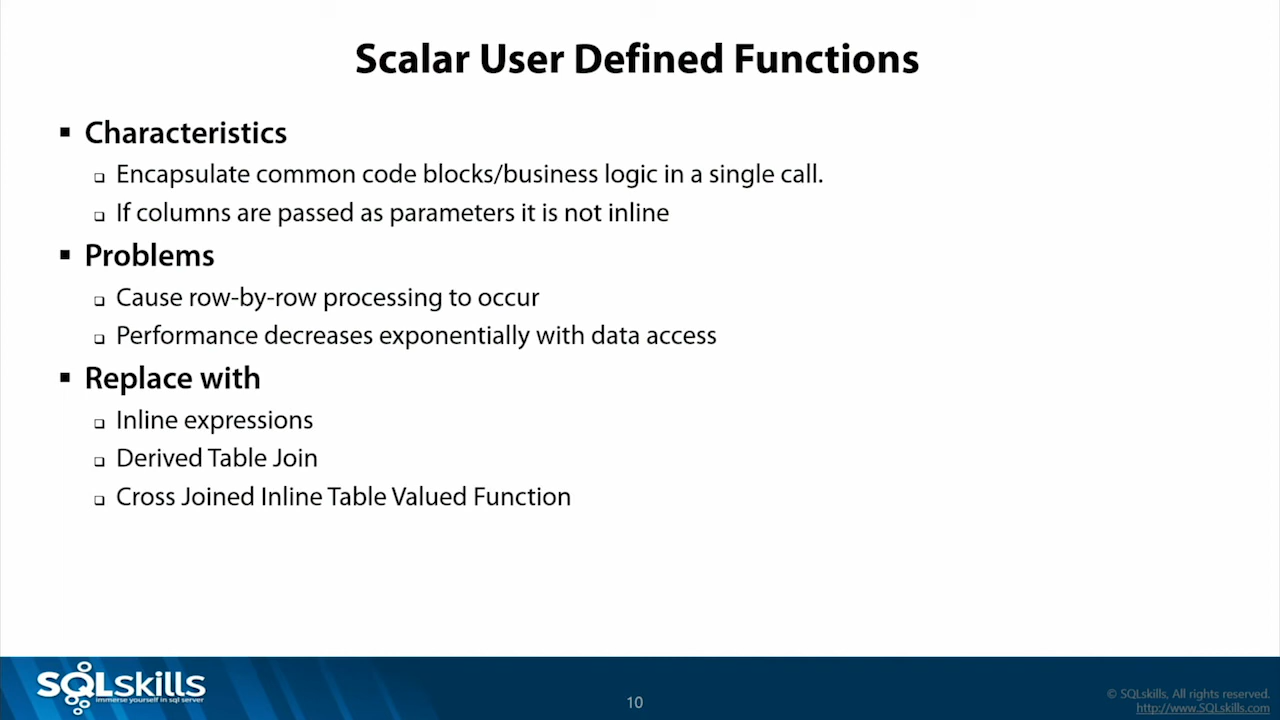 Scalar User Defined Functions
Characteristics
Encapsulate common code blocks/business logic in a single call.
If columns are passed as parameters it is not inline
Problems
Cause row-by-row processing to occur
Performance decreases exponentially with data access
Replace with
Inline expressions
Derived Table Join
Cross Joined Inline Table Valued Function
SQLskills
immerse yourself in sql server
10
© SQLskills, All rights reserved.
http://www.SQLskills.com